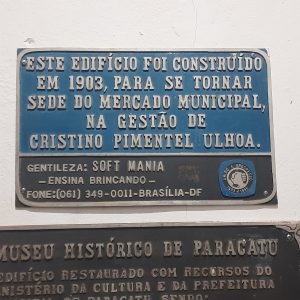 ESTE EDIFÍCIO FOI CONSTRUÍDO
EM 1903, PARA SE TORNAR
SEDE DO MERCADO MUNICIPAL,
NA GESTÃO DE
CRISTINO PIMENTEL ULHOA.
GENTILEZA: SOFT MANIA
— ENSINA BRINCANDO —
FONE:(061) 349-0011-BRASÍLIA-DF
MUSEU HISTÓRICO DE PARACATU
EDIFÍCIO RESTAURADO COM RECURSOS DO
MINISTÉRIO DA CULTURA E DA PREFEITURA
DE PARACATU